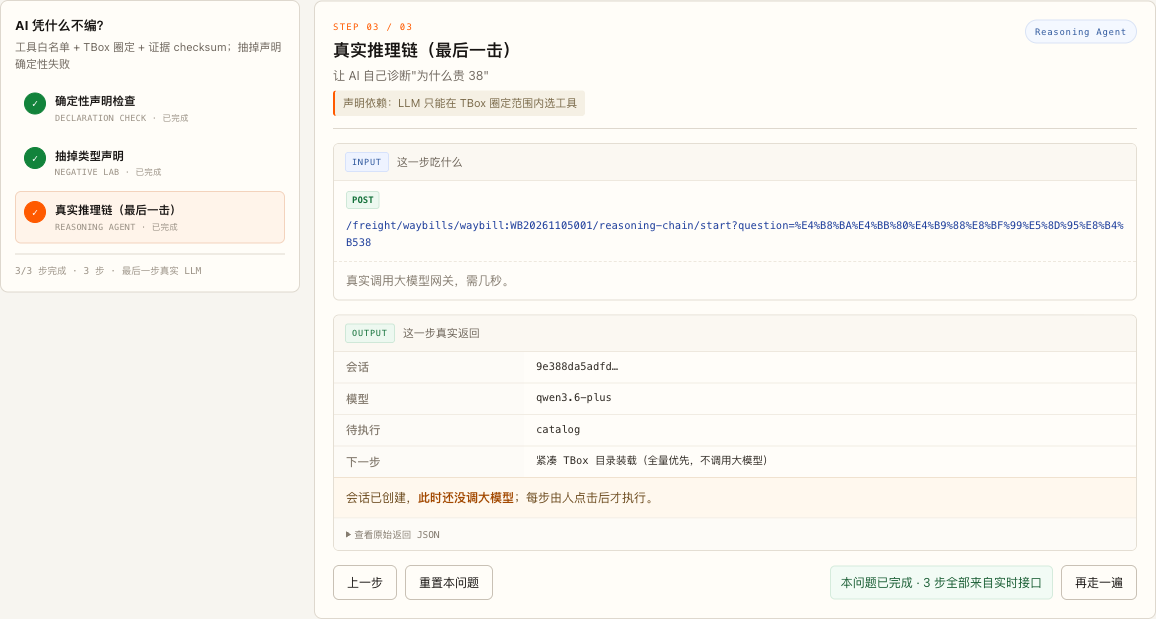 AI 凭什么不编?
工具白名单 + TBox 圈定 + 证据 checksum；抽掉声明
确定性失败
✓
确定性声明检查
DECLARATION CHECK · 已完成
✓
抽掉类型声明
NEGATIVE LAB · 已完成
✓
真实推理链（最后一击）
REASONING AGENT · 已完成
3/3 步完成 · 3 步 · 最后一步真实 LLM
STEP 03 / 03
Reasoning Agent
真实推理链（最后一击）
让 AI 自己诊断"为什么贵 38"
声明依赖：LLM 只能在 TBox 圈定范围内选工具
INPUT 这一步吃什么
POST
/freight/waybills/waybill:WB20261105001/reasoning-chain/start?question=%E4%B8%BA%E4%BB%80%E4%B9%88%E8%BF%99%E5%8D%95%E8%B4%
B538
真实调用大模型网关，需几秒。
OUTPUT 这一步真实返回
会话 9e388da5adfd…
模型 qwen3.6-plus
待执行 catalog
下一步 紧凑 TBox 目录装载（全量优先，不调用大模型）
会话已创建，此时还没调大模型；每步由人点击后才执行。
▶ 查看原始返回 JSON
上一步 重置本问题 本问题已完成 · 3 步全部来自实时接口 再走一遍